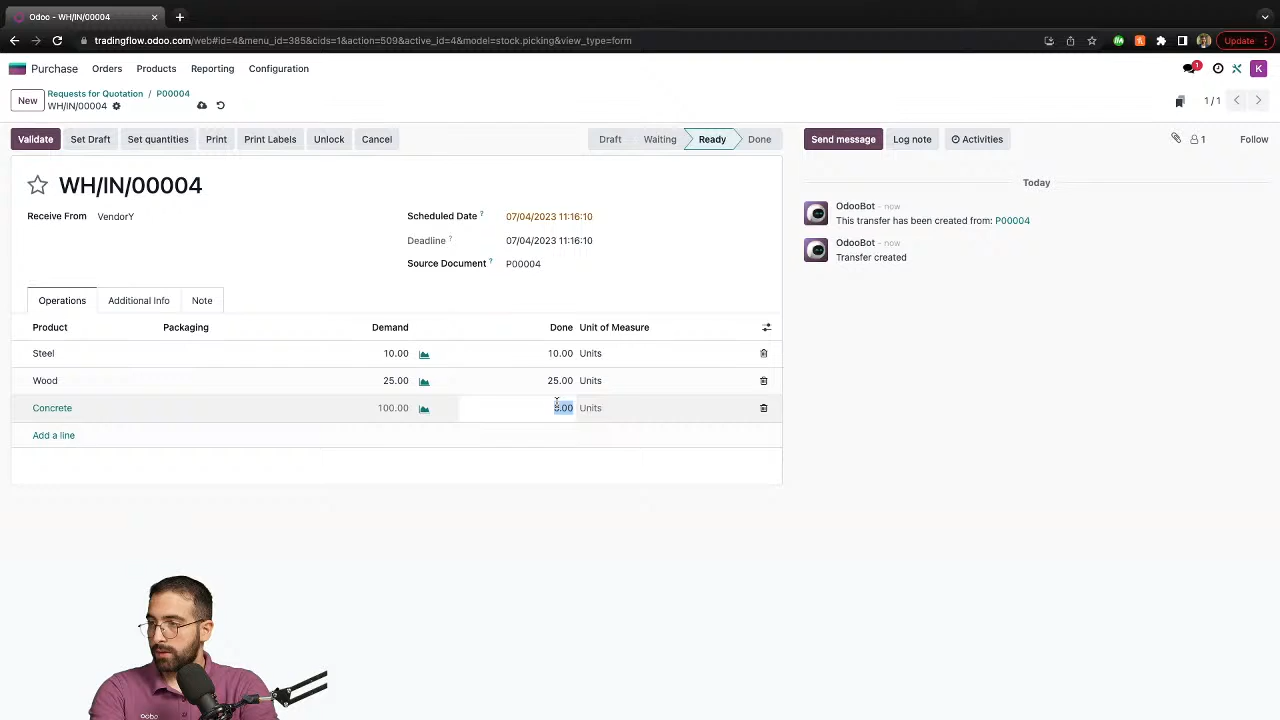 Odoo - WH/IN/00004
tradingflow.odoo.com/web#id=4&menu_id=385&cids=1&action=509&active_id=4&model=stock.picking&view_type=form
Update
Purchase Orders Products Reporting Configuration
1
K
New
Requests for Quotation / P00004
WH/IN/00004
1 / 1
Validate Set Draft Set quantities Print Print Labels Unlock Cancel
Draft Waiting Ready Done
Send message Log note Activities
1 Follow
WH/IN/00004
Receive From VendorY
Scheduled Date ? 07/04/2023 11:16:10
Deadline ? 07/04/2023 11:16:10
Source Document ? P00004
Operations Additional Info Note
Product Packaging Demand Done Unit of Measure
Steel 10.00 10.00 Units
Wood 25.00 25.00 Units
Concrete 100.00 Units
Add a line
Today
OdooBot - now
This transfer has been created from: P00004
OdooBot - now
Transfer created
odoo